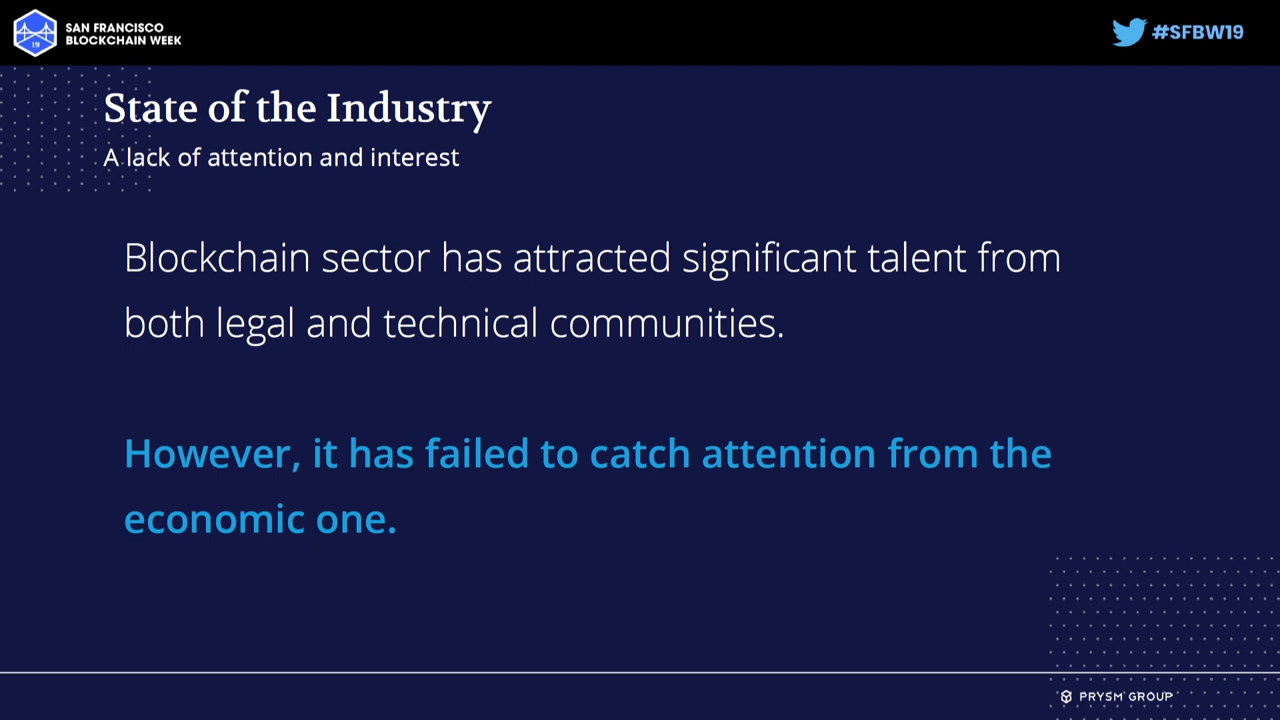 SAN FRANCISCO
BLOCKCHAIN WEEK
19
#SFBW19
State of the Industry
A lack of attention and interest
Blockchain sector has attracted significant talent from
both legal and technical communities.
However, it has failed to catch attention from the
economic one.
PRYSM GROUP